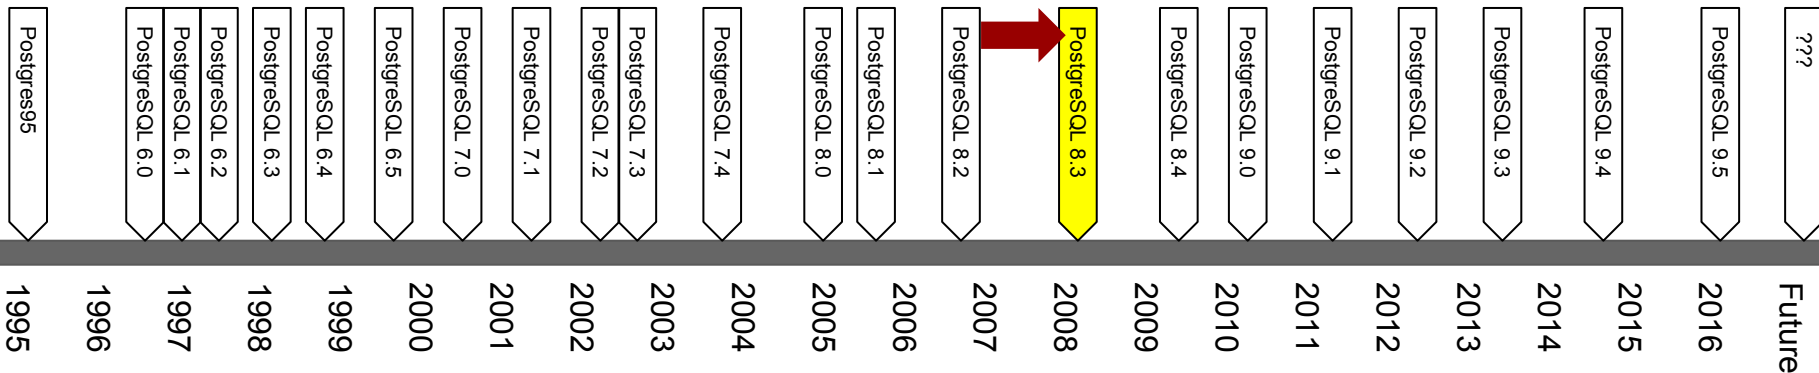 Postgres95
PostgreSQL 6.0
PostgreSQL 6.1
PostgreSQL 6.2
PostgreSQL 6.3
PostgreSQL 6.4
PostgreSQL 6.5
PostgreSQL 7.0
PostgreSQL 7.1
PostgreSQL 7.2
PostgreSQL 7.3
PostgreSQL 7.4
PostgreSQL 8.0
PostgreSQL 8.1
PostgreSQL 8.2
PostgreSQL 8.3
PostgreSQL 8.4
PostgreSQL 9.0
PostgreSQL 9.1
PostgreSQL 9.2
PostgreSQL 9.3
PostgreSQL 9.4
PostgreSQL 9.5
???
1995
1996
1997
1998
1999
2000
2001
2002
2003
2004
2005
2006
2007
2008
2009
2010
2011
2012
2013
2014
2015
2016
Future